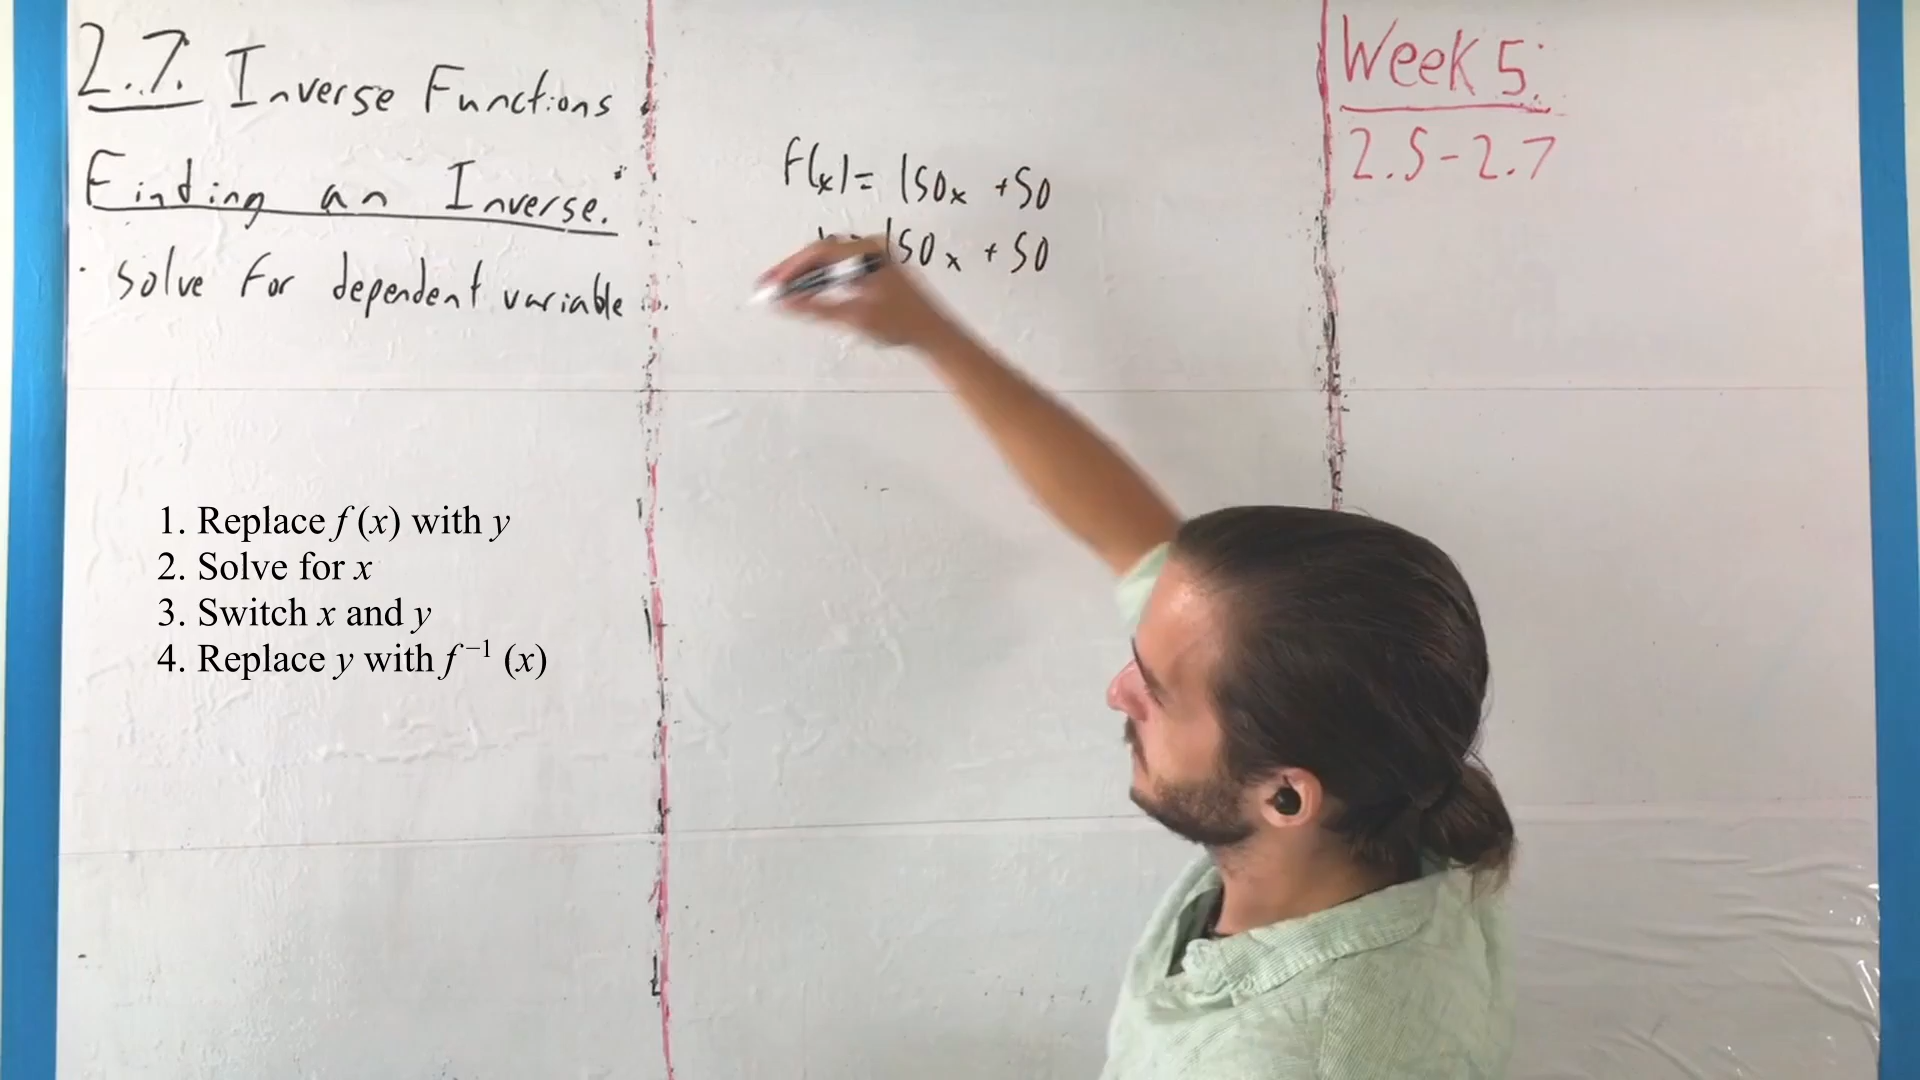 2.7. Inverse Functions
Finding an Inverse:
· Solve for dependent variable
1. Replace f (x) with y
2. Solve for x
3. Switch x and y
4. Replace y with f⁻¹ (x)
f(x) = 150x + 50
150x + 50
Week 5:
2.5-2.7